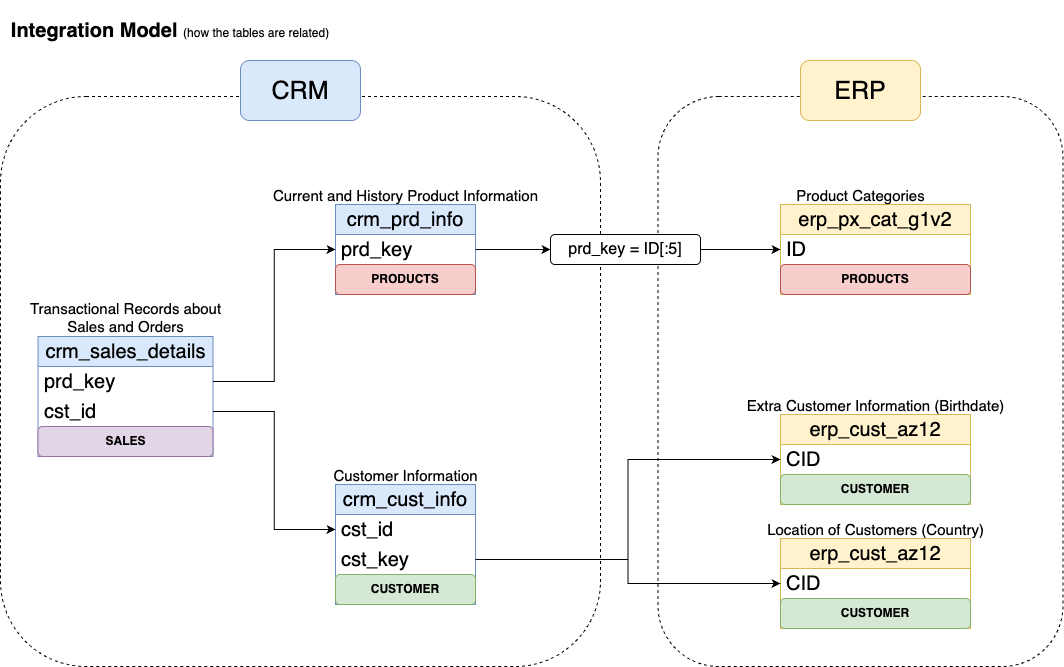 Integration Model (how the tables are related)
CRM
ERP
Current and History Product Information
crm_prd_info
prd_key
PRODUCTS
prd_key = ID[:5]
Product Categories
erp_px_cat_g1v2
ID
PRODUCTS
Transactional Records about
Sales and Orders
crm_sales_details
prd_key
cst_id
SALES
Customer Information
crm_cust_info
cst_id
cst_key
CUSTOMER
Extra Customer Information (Birthdate)
erp_cust_az12
CID
CUSTOMER
Location of Customers (Country)
erp_cust_az12
CID
CUSTOMER